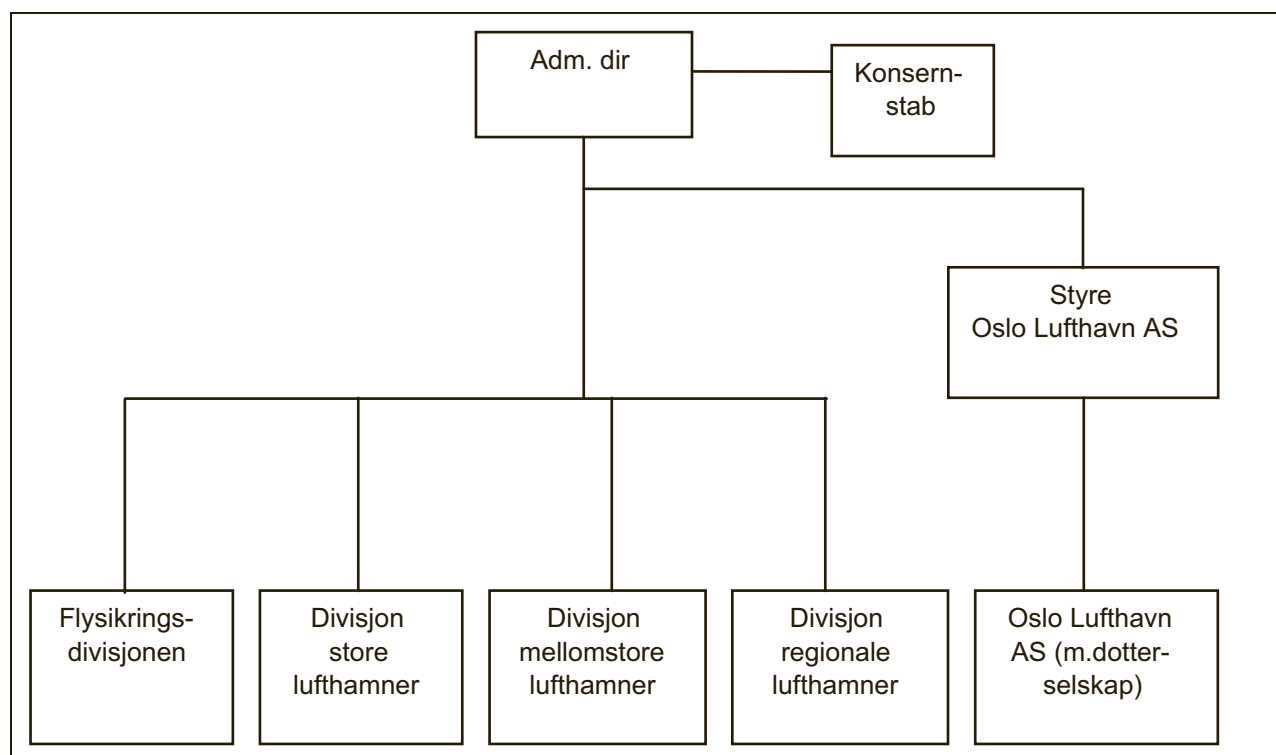 Adm. dir
Konsern-
stab
Styre
Oslo Lufthavn AS
Flysikrings-
divisjonen
Divisjon
store
lufthamner
Divisjon
mellomstore
lufthamner
Divisjon
regionale
lufthamner
Oslo Lufthavn
AS (m.dotter-
selskap)